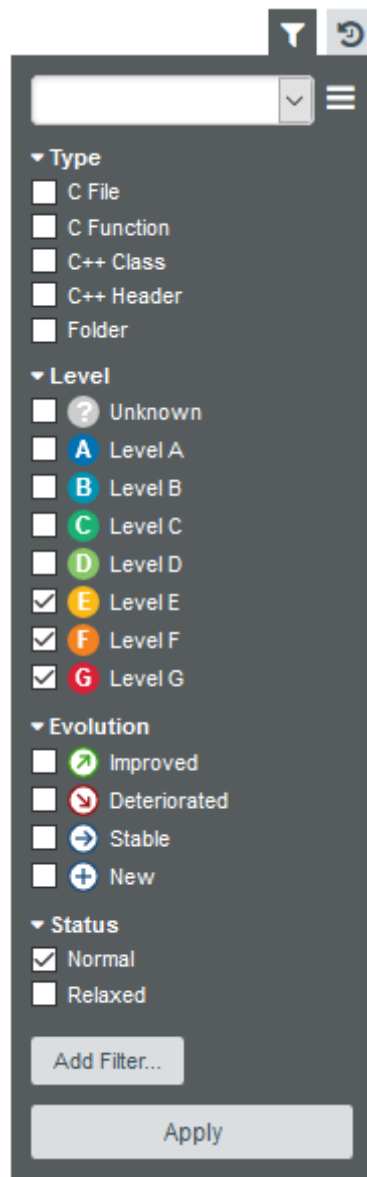 Type
C File
C Function
C++ Class
C++ Header
Folder
Level
? Unknown
A Level A
B Level B
C Level C
D Level D
E Level E
F Level F
G Level G
Evolution
Improved
Deteriorated
Stable
New
Status
Normal
Relaxed
Add Filter...
Apply